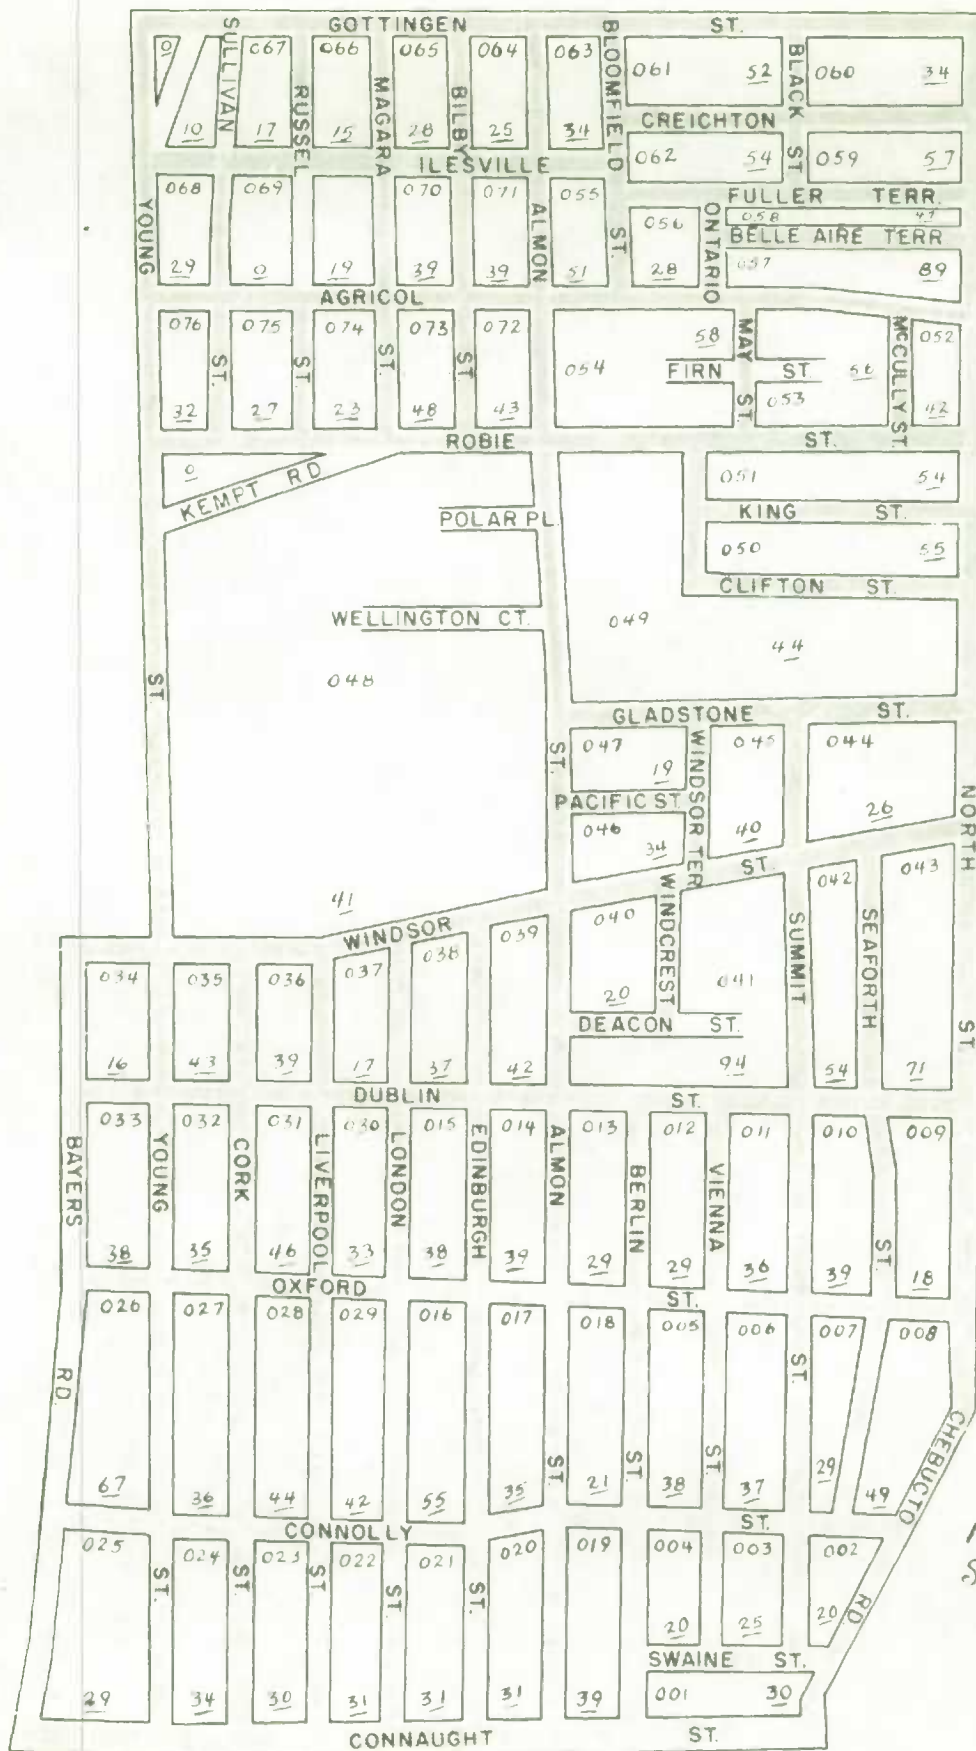 GOTTINGEN ST.
0 067 066 065 064 063 061 52 060 34
SULLIVAN RUSSEL MAGARA BILBY BLOOMFIELD ST. BLACK ST
10 17 15 28 25 34
CREICHTON
062 54 059 57
ILESVILLE
FULLER TERR.
058 47
BELLE AIRE TERR
057 89
YOUNG ST.
068 069 070 071 ALMON ST. 055 056 ONTARIO
29 0 19 39 39 51 28
AGRICOL
076 ST. 075 ST. 074 ST. 073 ST. 072 054 58 MAY ST. 56 McCULLY ST. 052
FIRN ST.
053
32 27 23 48 43 42
ROBIE ST.
0
KEMPT RD
051 54
POLAR PL.
KING ST.
050 55
CLIFTON ST.
WELLINGTON CT.
049
44
048
GLADSTONE ST.
047 19 WINDSOR TER 045 044
PACIFIC ST.
046 34 40 26
NORTH ST.
41
WINDSOR ST.
034 035 036 037 038 039 040 WINDCREST 041 SUMMIT 042 SEAFORTH 043
20
DEACON ST.
16 43 39 17 37 42 94 54 71
DUBLIN ST.
BAYERS RD.
033 YOUNG 032 CORK 031 LIVERPOOL 030 LONDON 015 EDINBURGH 014 ALMON 013 BERLIN 012 VIENNA 011 010 ST. 009
38 35 46 33 38 39 29 29 36 39 18
OXFORD ST.
026 027 028 029 016 017 018 005 006 ST. 007 008
ST. ST. ST.
67 36 44 42 55 35 21 38 37 29 49
CHEBUCTO RD
CONNOLLY ST.
025 024 023 022 021 020 019 004 003 002
ST. ST. ST. ST. ST.
20 25 20
SWAINE ST.
001 30
29 34 30 31 31 31 39
CONNAUGHT ST.